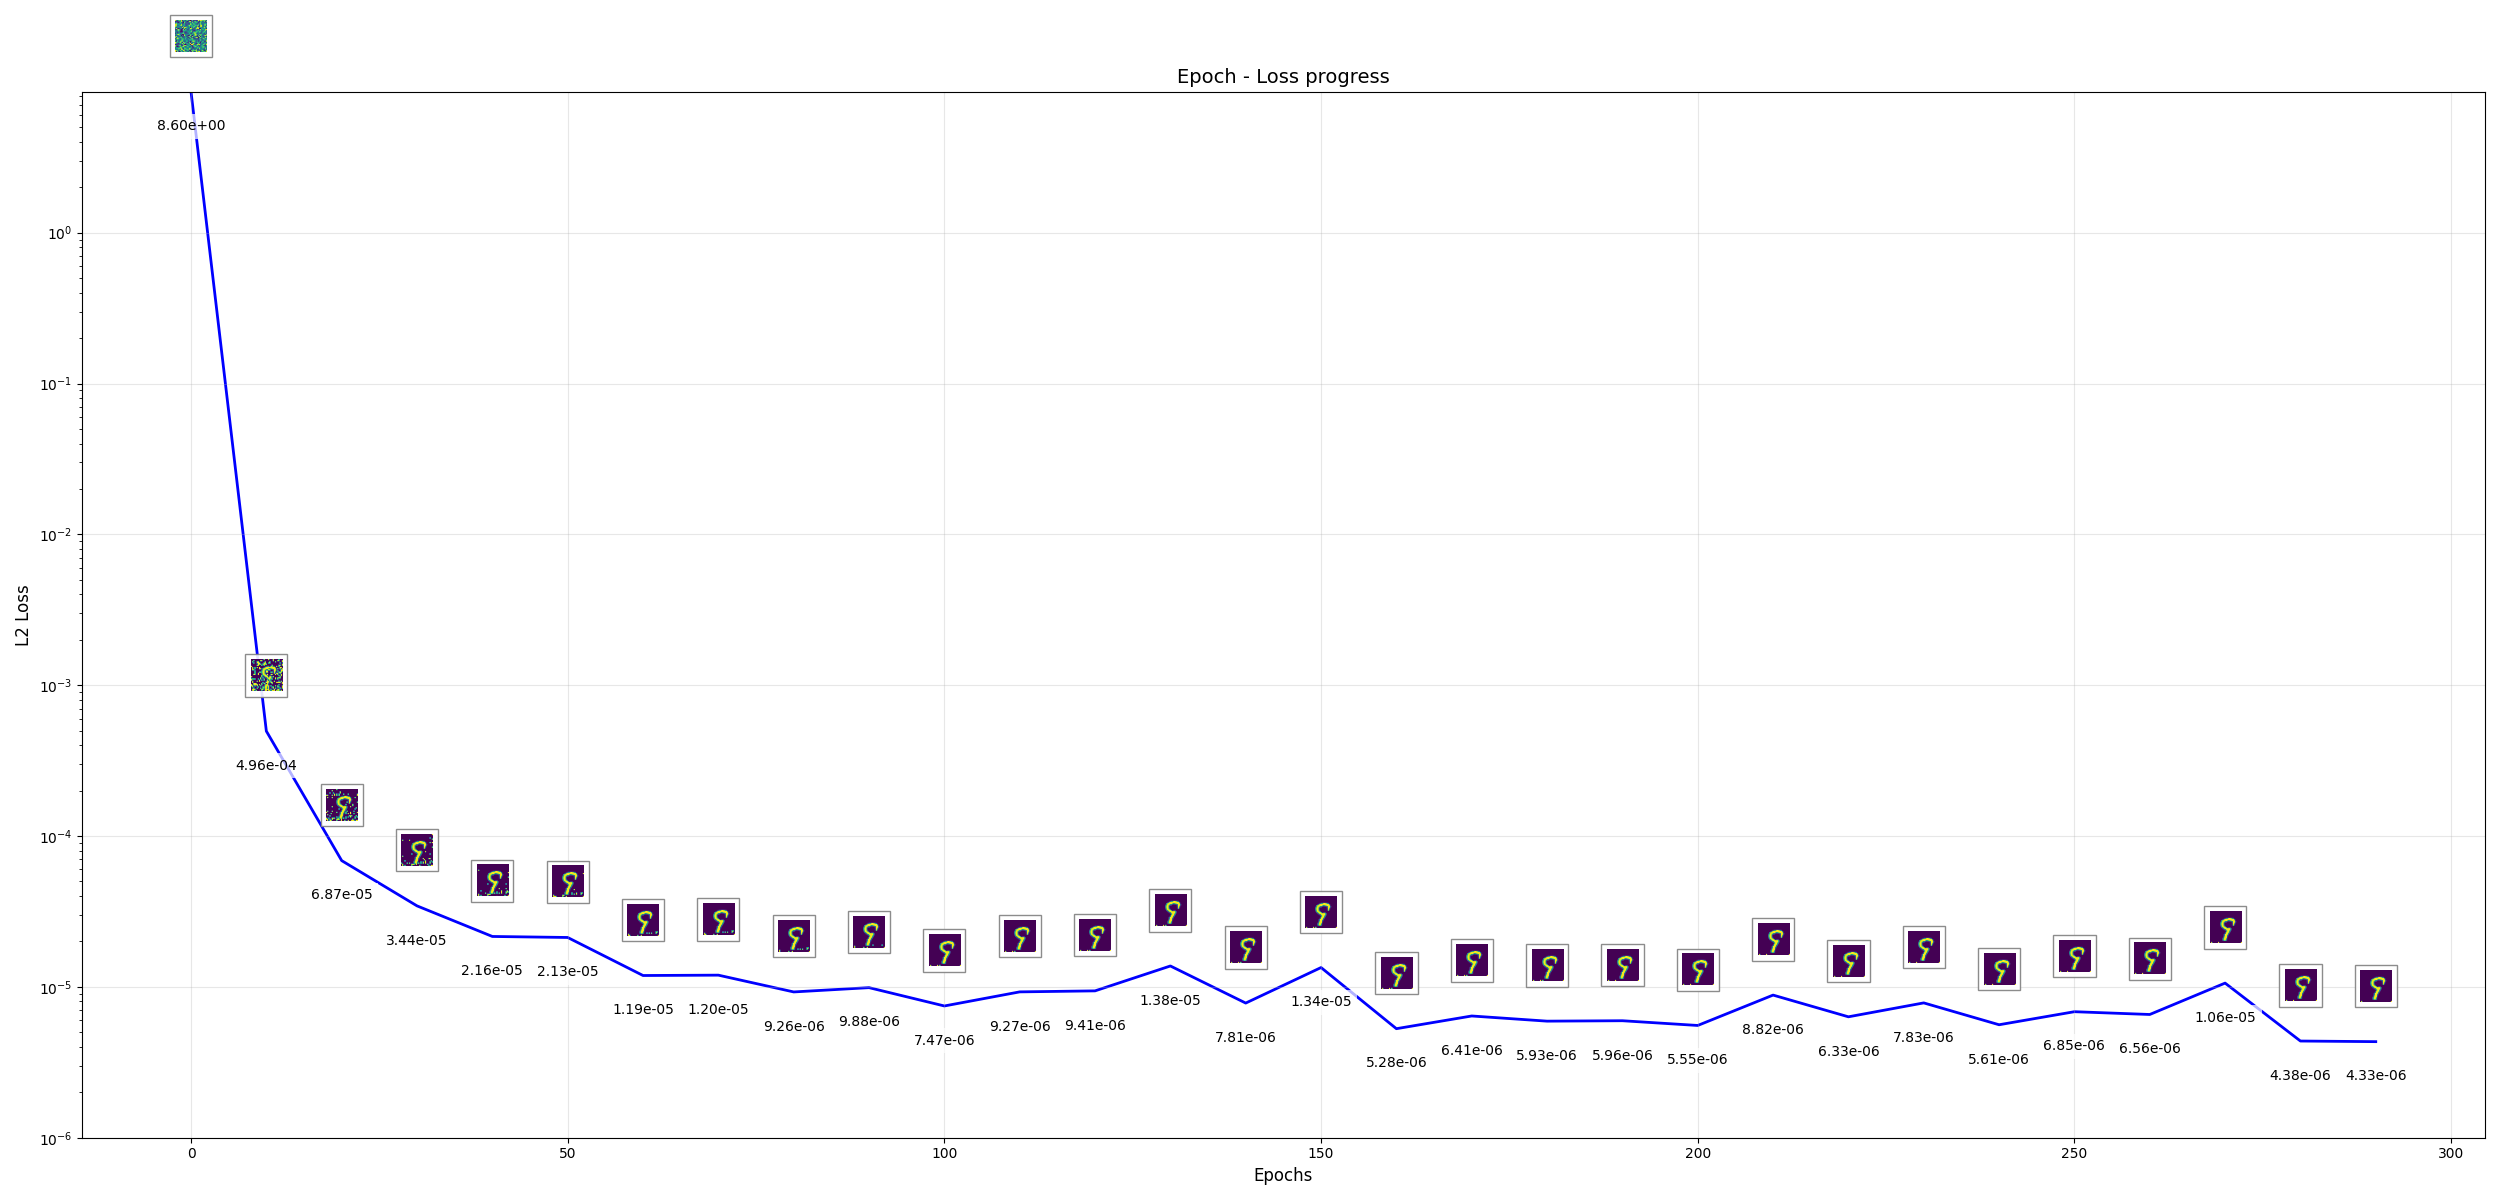 Epoch - Loss progress
L2 Loss
10⁰
10⁻¹
10⁻²
10⁻³
10⁻⁴
10⁻⁵
10⁻⁶
8.60e+00
4.96e-04
6.87e-05
3.44e-05
2.16e-05
2.13e-05
1.19e-05
1.20e-05
9.26e-06
9.88e-06
7.47e-06
9.27e-06
9.41e-06
1.38e-05
7.81e-06
1.34e-05
5.28e-06
6.41e-06
5.93e-06
5.96e-06
5.55e-06
8.82e-06
6.33e-06
7.83e-06
5.61e-06
6.85e-06
6.56e-06
1.06e-05
4.38e-06
4.33e-06
0 50 100 150 200 250 300
Epochs